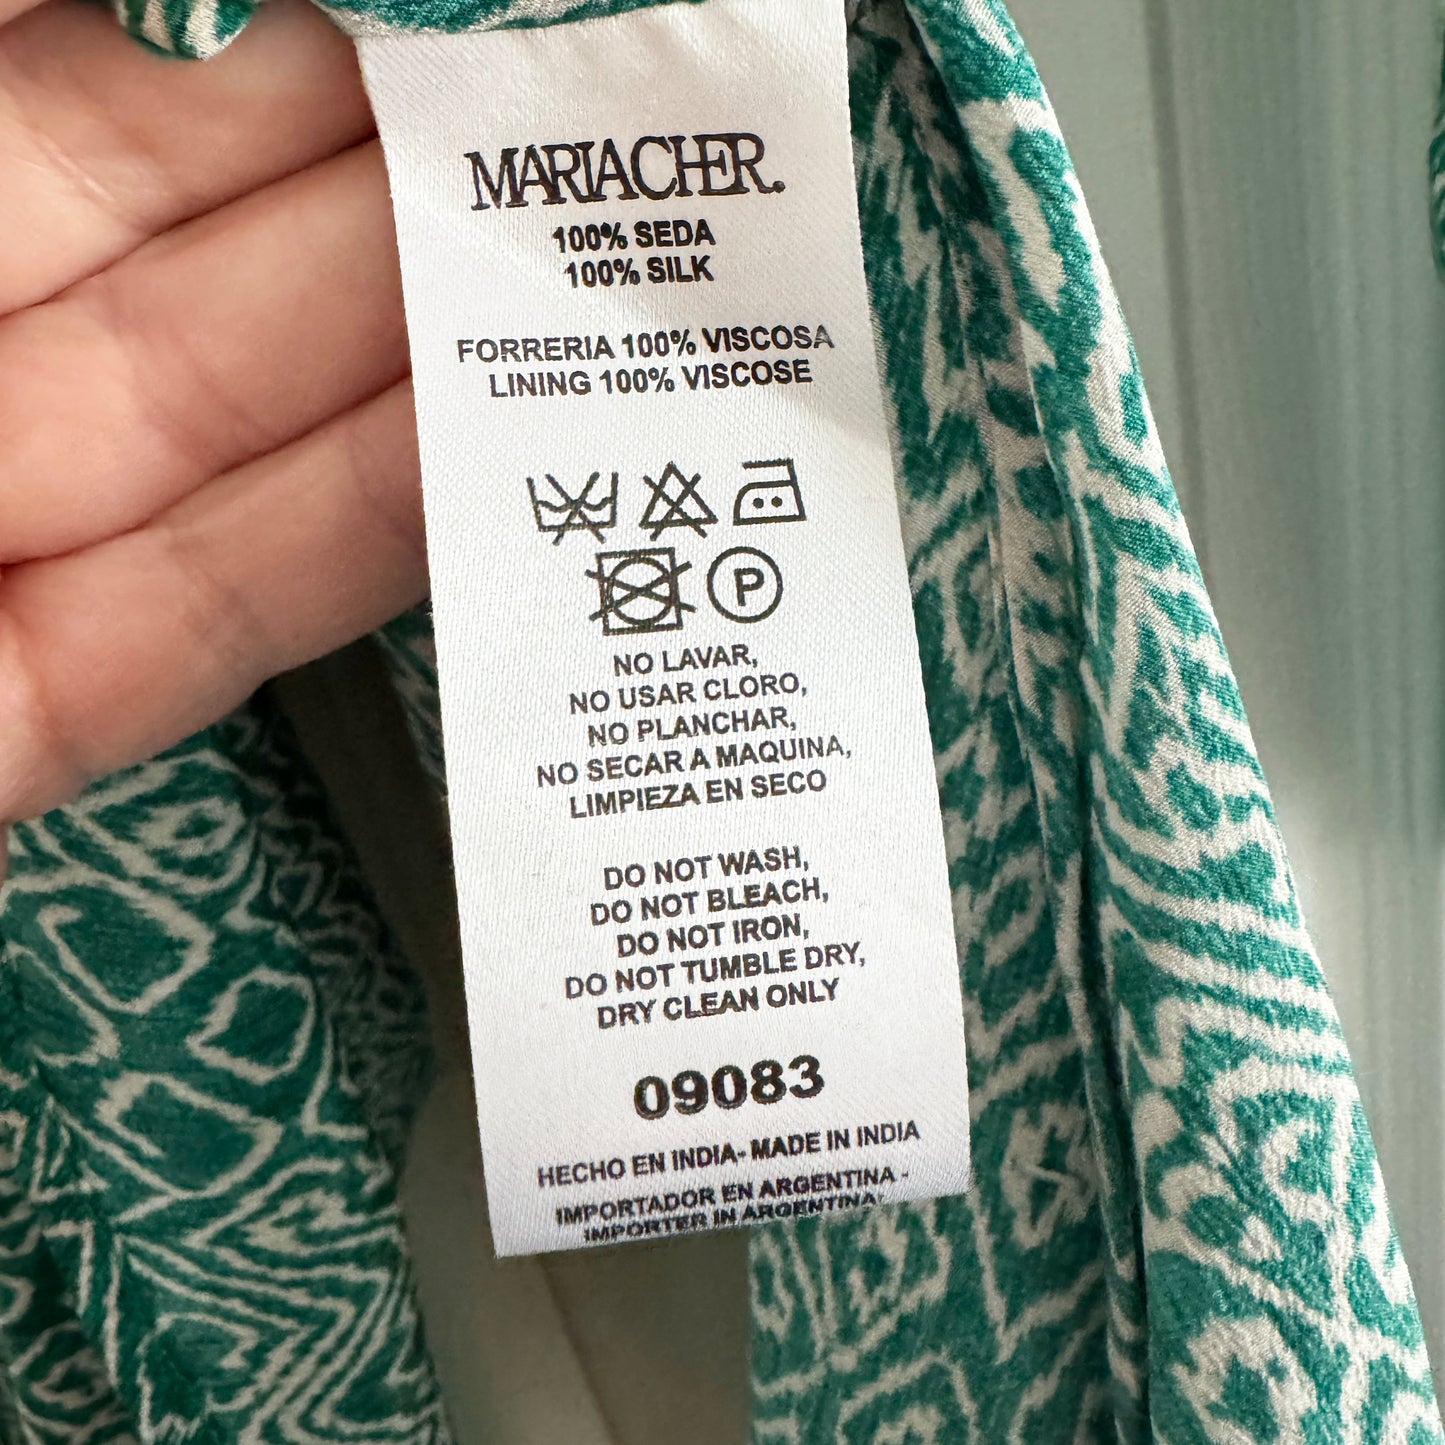 MARIACHER.
100% SEDA
100% SILK
FORRERIA 100% VISCOSA
LINING 100% VISCOSE
P
NO LAVAR,
NO USAR CLORO,
NO PLANCHAR,
NO SECAR A MAQUINA,
LIMPIEZA EN SECO
DO NOT WASH,
DO NOT BLEACH,
DO NOT IRON,
DO NOT TUMBLE DRY,
DRY CLEAN ONLY
09083
HECHO EN INDIA- MADE IN INDIA
IMPORTADOR EN ARGENTINA -
IMPORTER IN ARGENTINA: